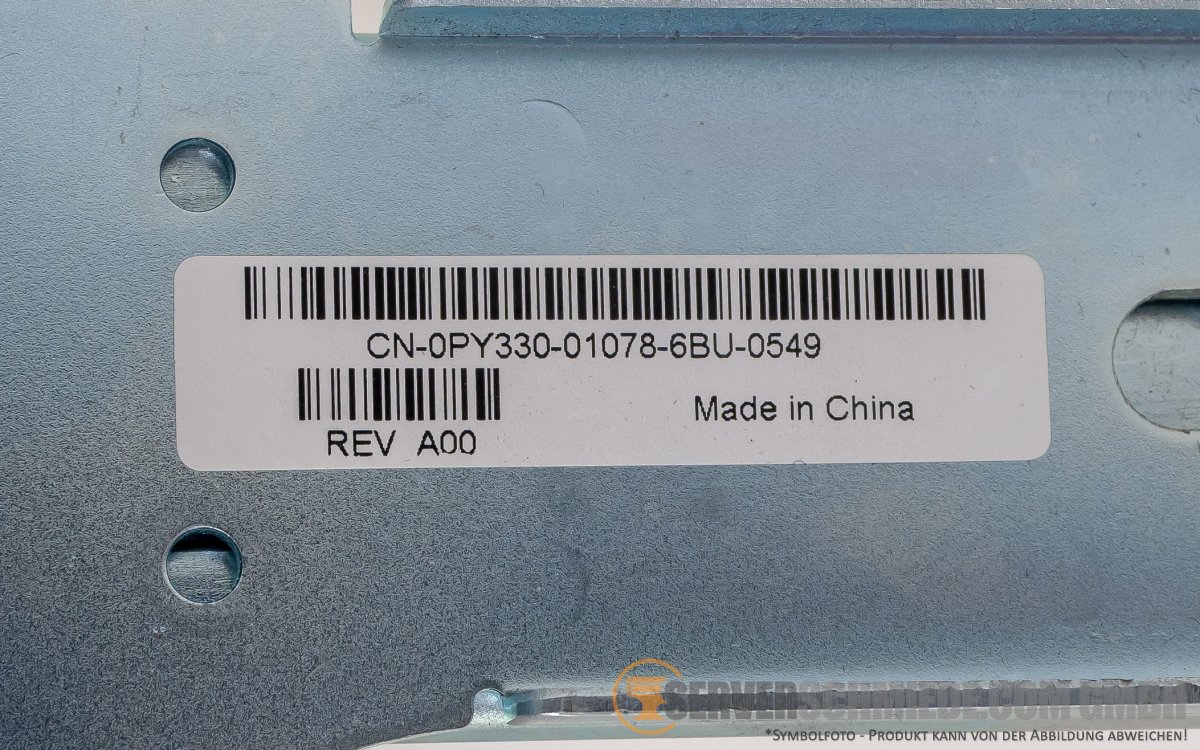 CN-0PY330-01078-6BU-0549
Made in China
REV A00
SERVERSCHMIEDE.COM GMBH
*SYMBOLFOTO - PRODUKT KANN VON DER ABBILDUNG ABWEICHEN!